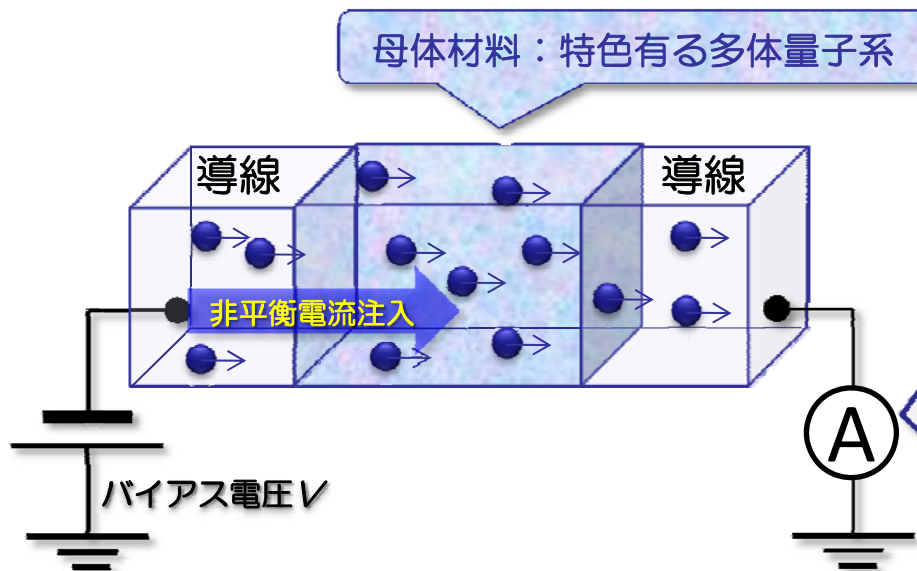 母体材料：特色有る多体量子系
導線
導線
非平衡電流注入
A
バイアス電圧V